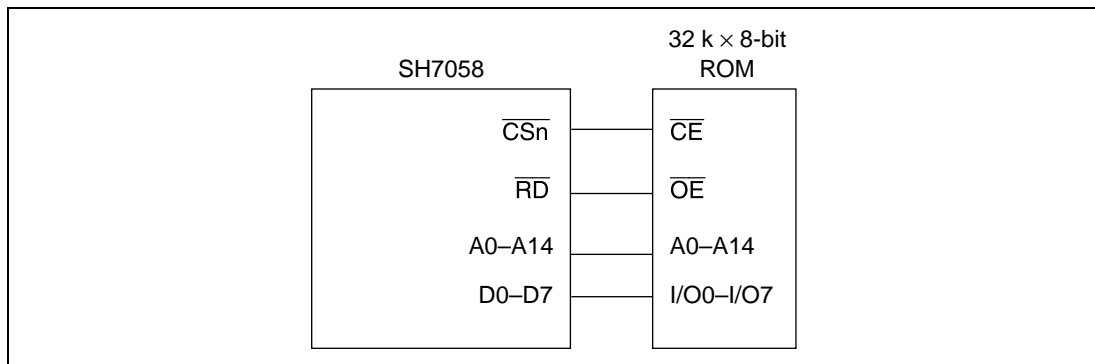 32 k × 8-bit
SH7058 ROM
CSn CE
RD OE
A0–A14 A0–A14
D0–D7 I/O0–I/O7